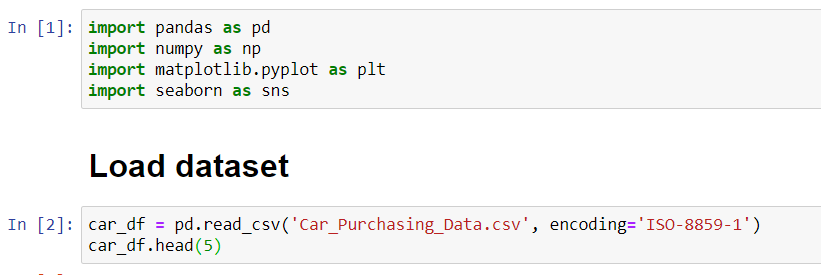 In [1]: import pandas as pd
import numpy as np
import matplotlib.pyplot as plt
import seaborn as sns
Load dataset
In [2]: car_df = pd.read_csv('Car_Purchasing_Data.csv', encoding='ISO-8859-1')
car_df.head(5)